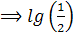 ⇒ lg (1/2)